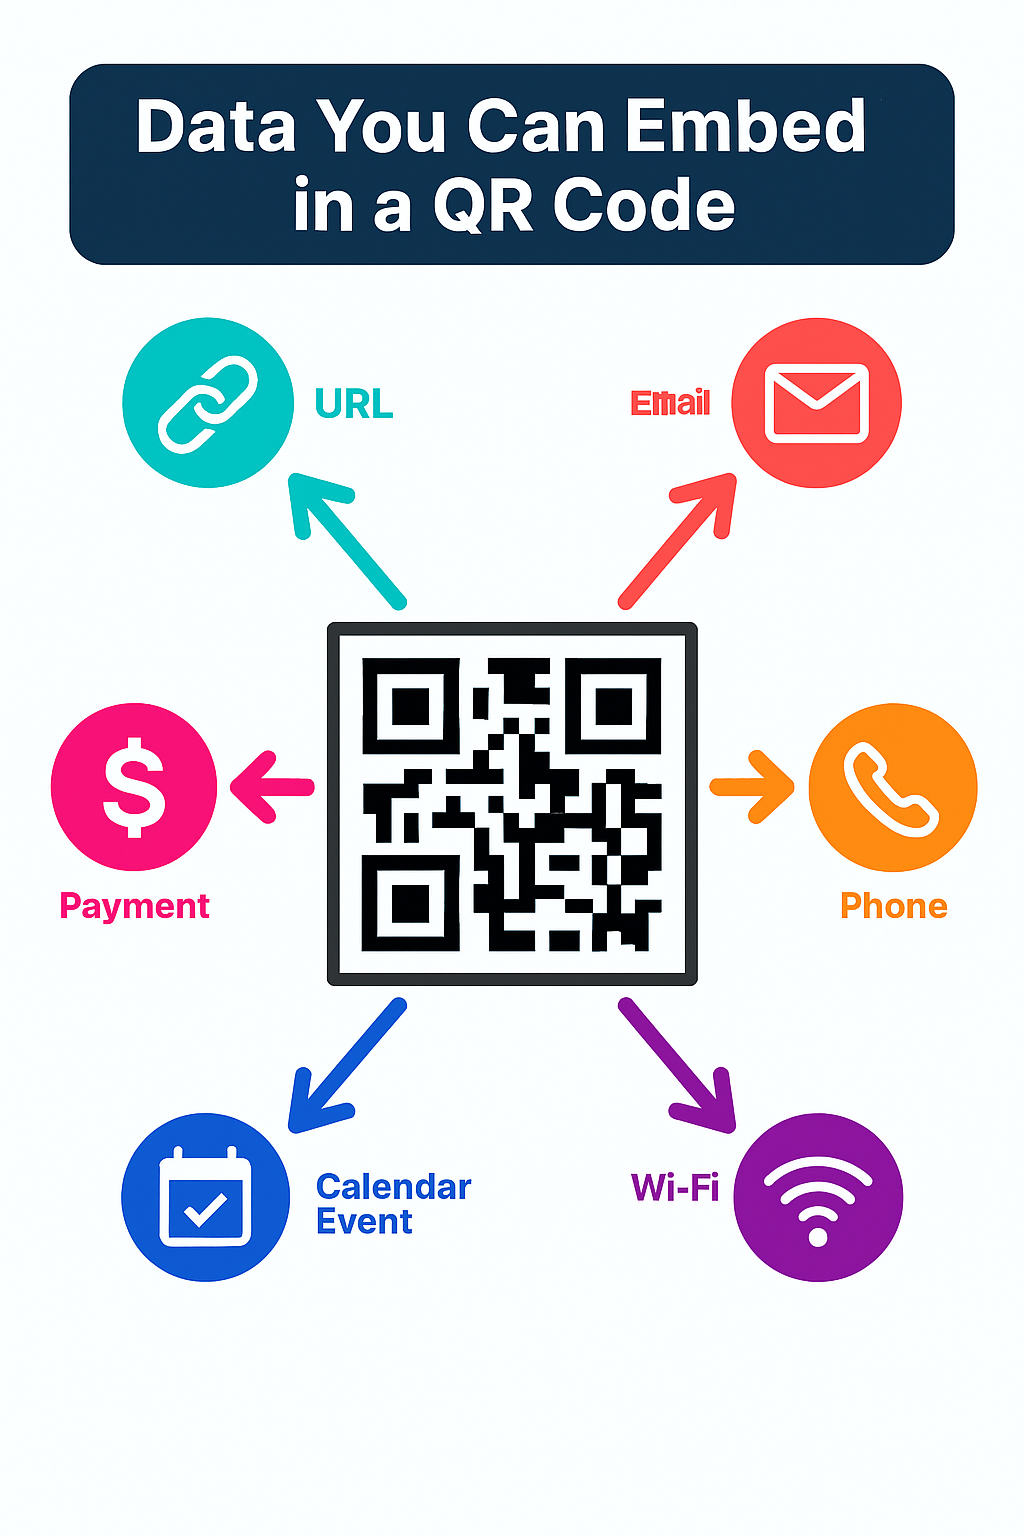 Data You Can Embed
in a QR Code
URL
Email
Payment
Phone
Calendar
Event
Wi-Fi